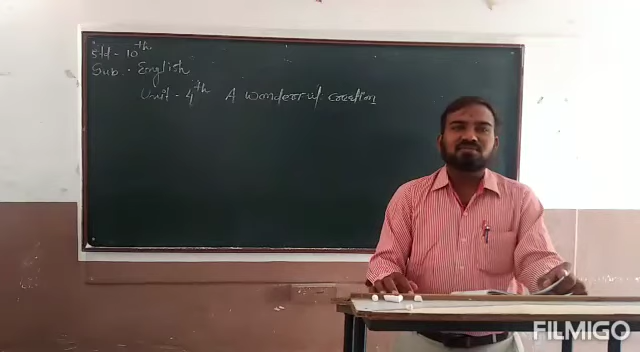 Std - 10th
Sub. - English
Unit - 4th A wonderful creation
FILMIGO